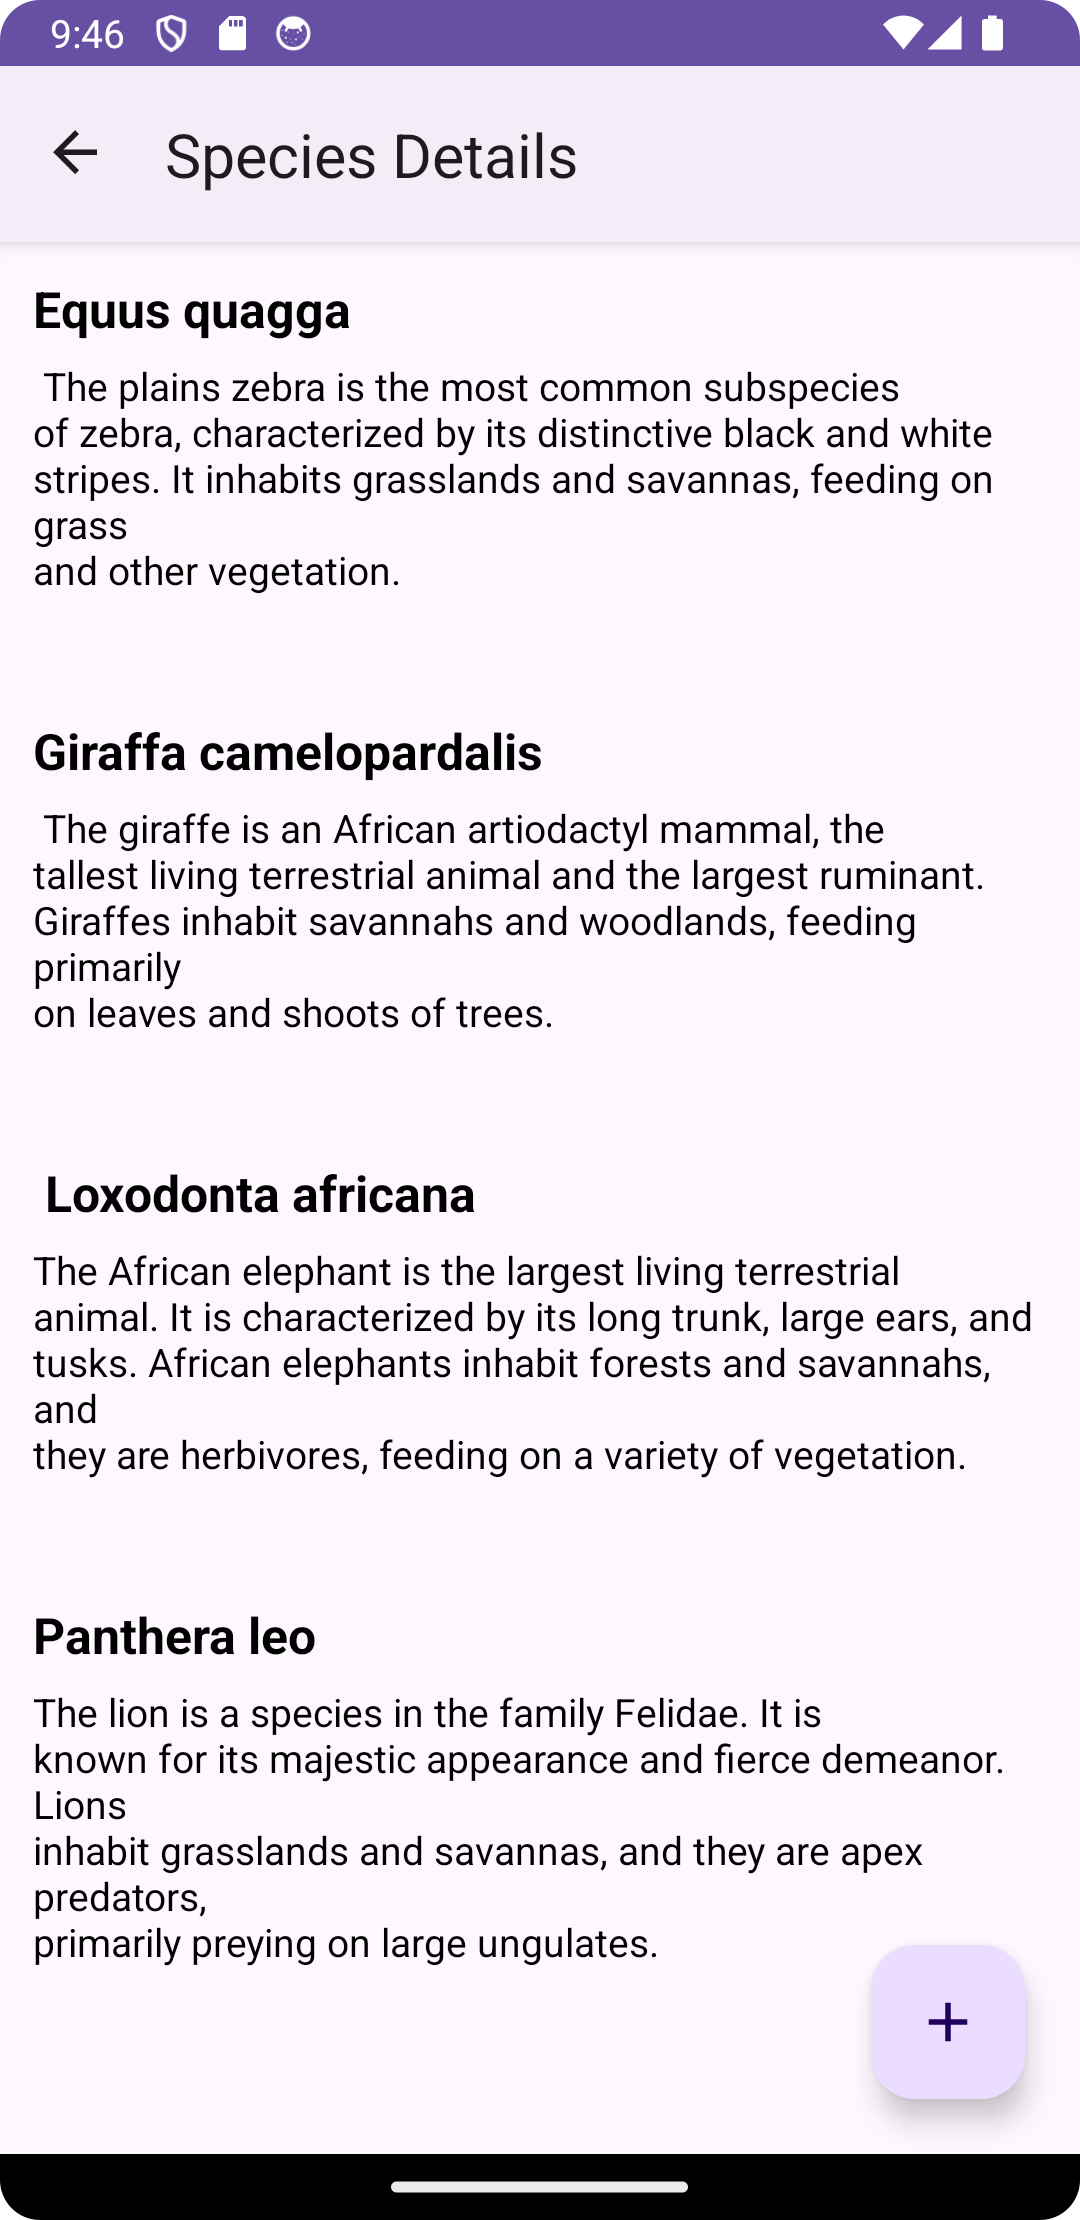 9:46
Species Details
Equus quagga
The plains zebra is the most common subspecies
of zebra, characterized by its distinctive black and white
stripes. It inhabits grasslands and savannas, feeding on
grass
and other vegetation.
Giraffa camelopardalis
The giraffe is an African artiodactyl mammal, the
tallest living terrestrial animal and the largest ruminant.
Giraffes inhabit savannahs and woodlands, feeding
primarily
on leaves and shoots of trees.
Loxodonta africana
The African elephant is the largest living terrestrial
animal. It is characterized by its long trunk, large ears, and
tusks. African elephants inhabit forests and savannahs,
and
they are herbivores, feeding on a variety of vegetation.
Panthera leo
The lion is a species in the family Felidae. It is
known for its majestic appearance and fierce demeanor.
Lions
inhabit grasslands and savannas, and they are apex
predators,
primarily preying on large ungulates.